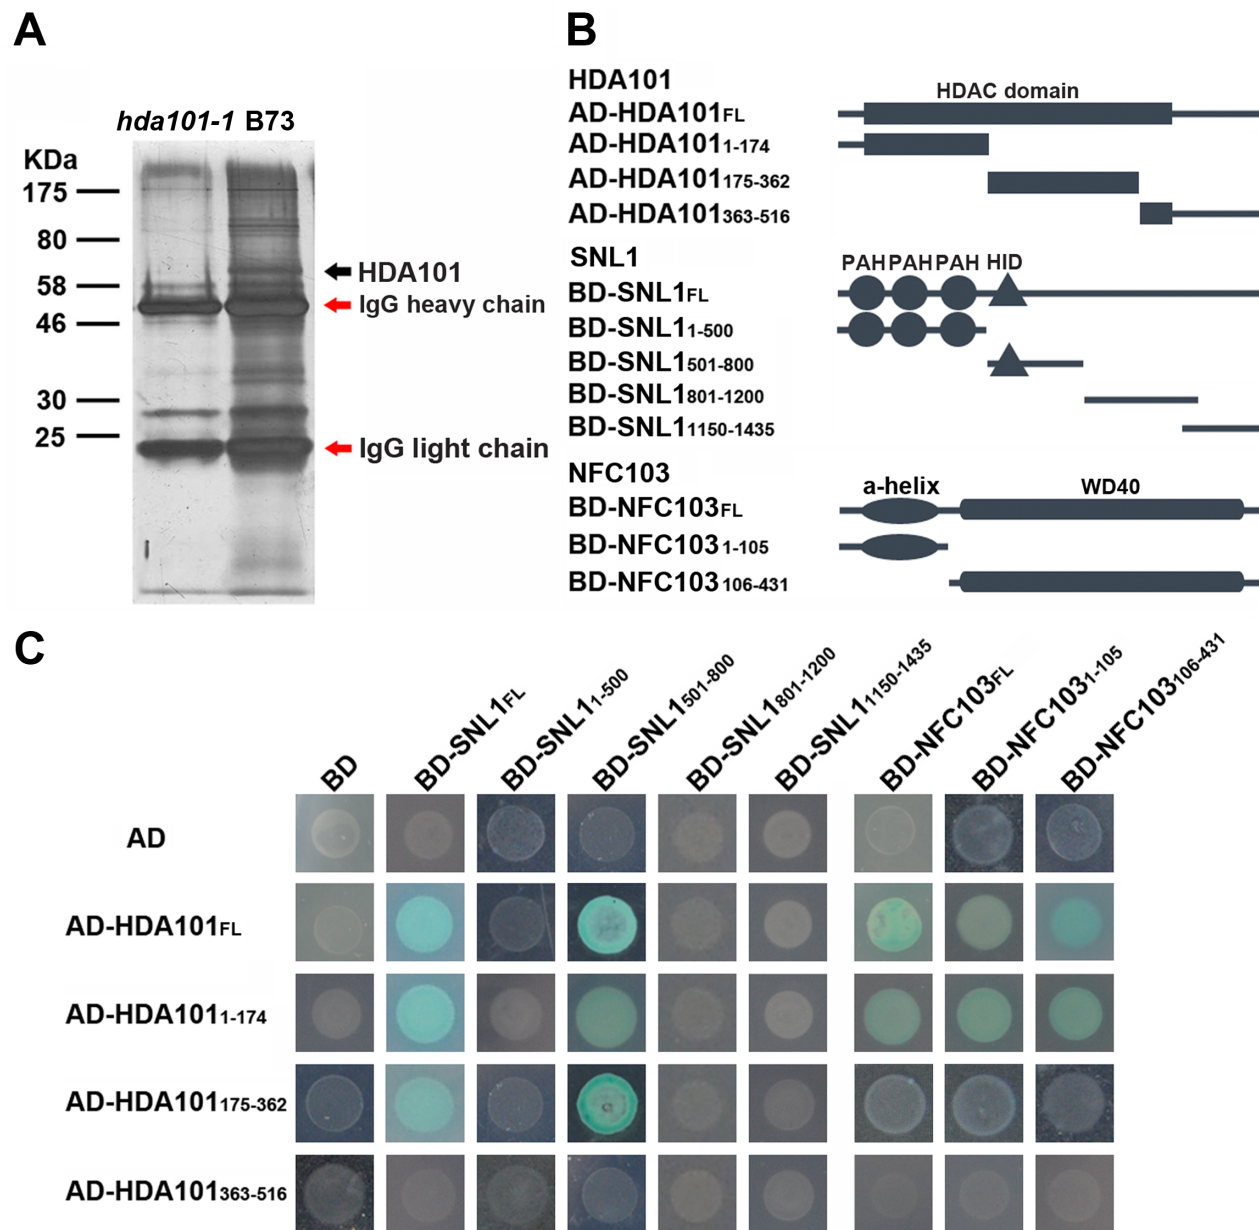 A
hda101-1 B73
KDa
175
80
58
46
30
25
HDA101
IgG heavy chain
IgG light chain
B
HDA101
HDAC domain
AD-HDA101FL
AD-HDA1011-174
AD-HDA101175-362
AD-HDA101363-516
SNL1
PAH PAH PAH HID
BD-SNL1FL
BD-SNL11-500
BD-SNL1501-800
BD-SNL1801-1200
BD-SNL11150-1435
NFC103
a-helix WD40
BD-NFC103FL
BD-NFC103 1-105
BD-NFC103 106-431
C
BD
BD-SNL1FL
BD-SNL11-500
BD-SNL1501-800
BD-SNL1801-1200
BD-SNL11150-1435
BD-NFC103FL
BD-NFC1031-105
BD-NFC103106-431
AD
AD-HDA101FL
AD-HDA1011-174
AD-HDA101175-362
AD-HDA101363-516